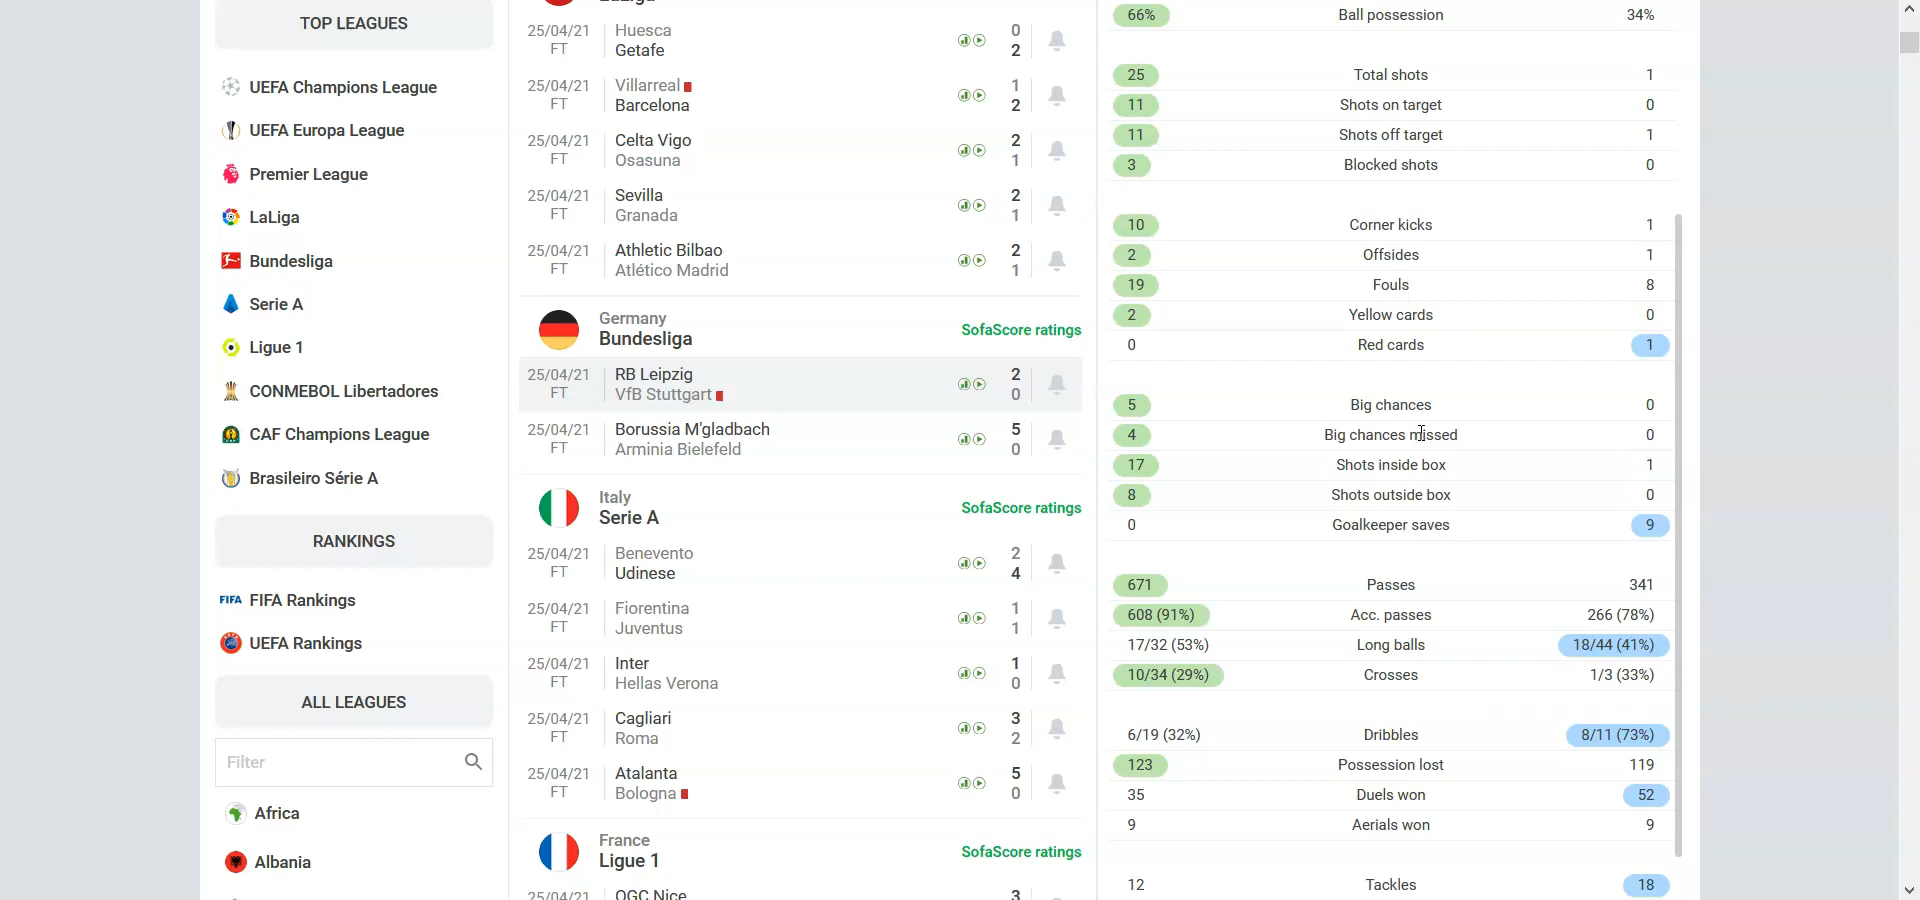 TOP LEAGUES
UEFA Champions League
UEFA Europa League
Premier League
LaLiga
Bundesliga
Serie A
Ligue 1
CONMEBOL Libertadores
CAF Champions League
Brasileiro Série A
RANKINGS
FIFA FIFA Rankings
UEFA Rankings
ALL LEAGUES
Filter
Africa
Albania
LaLiga
25/04/21 Huesca 0
FT Getafe 2
25/04/21 Villarreal 1
FT Barcelona 2
25/04/21 Celta Vigo 2
FT Osasuna 1
25/04/21 Sevilla 2
FT Granada 1
25/04/21 Athletic Bilbao 2
FT Atlético Madrid 1
Germany
Bundesliga SofaScore ratings
25/04/21 RB Leipzig 2
FT VfB Stuttgart 0
25/04/21 Borussia M'gladbach 5
FT Arminia Bielefeld 0
Italy
Serie A SofaScore ratings
25/04/21 Benevento 2
FT Udinese 4
25/04/21 Fiorentina 1
FT Juventus 1
25/04/21 Inter 1
FT Hellas Verona 0
25/04/21 Cagliari 3
FT Roma 2
25/04/21 Atalanta 5
FT Bologna 0
France
Ligue 1 SofaScore ratings
25/04/21 OGC Nice 3
66% Ball possession 34%
25 Total shots 1
11 Shots on target 0
11 Shots off target 1
3 Blocked shots 0
10 Corner kicks 1
2 Offsides 1
19 Fouls 8
2 Yellow cards 0
0 Red cards 1
5 Big chances 0
4 Big chances missed 0
17 Shots inside box 1
8 Shots outside box 0
0 Goalkeeper saves 9
671 Passes 341
608 (91%) Acc. passes 266 (78%)
17/32 (53%) Long balls 18/44 (41%)
10/34 (29%) Crosses 1/3 (33%)
6/19 (32%) Dribbles 8/11 (73%)
123 Possession lost 119
35 Duels won 52
9 Aerials won 9
12 Tackles 18